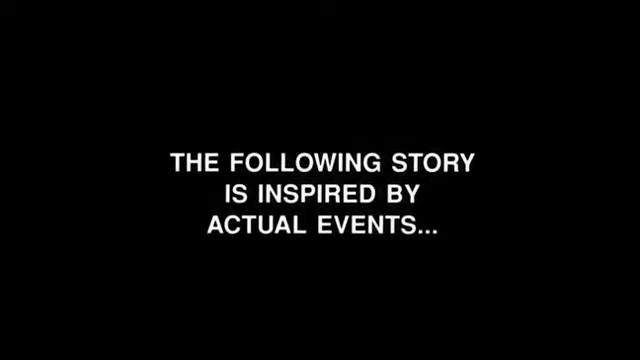 THE FOLLOWING STORY
IS INSPIRED BY
ACTUAL EVENTS...